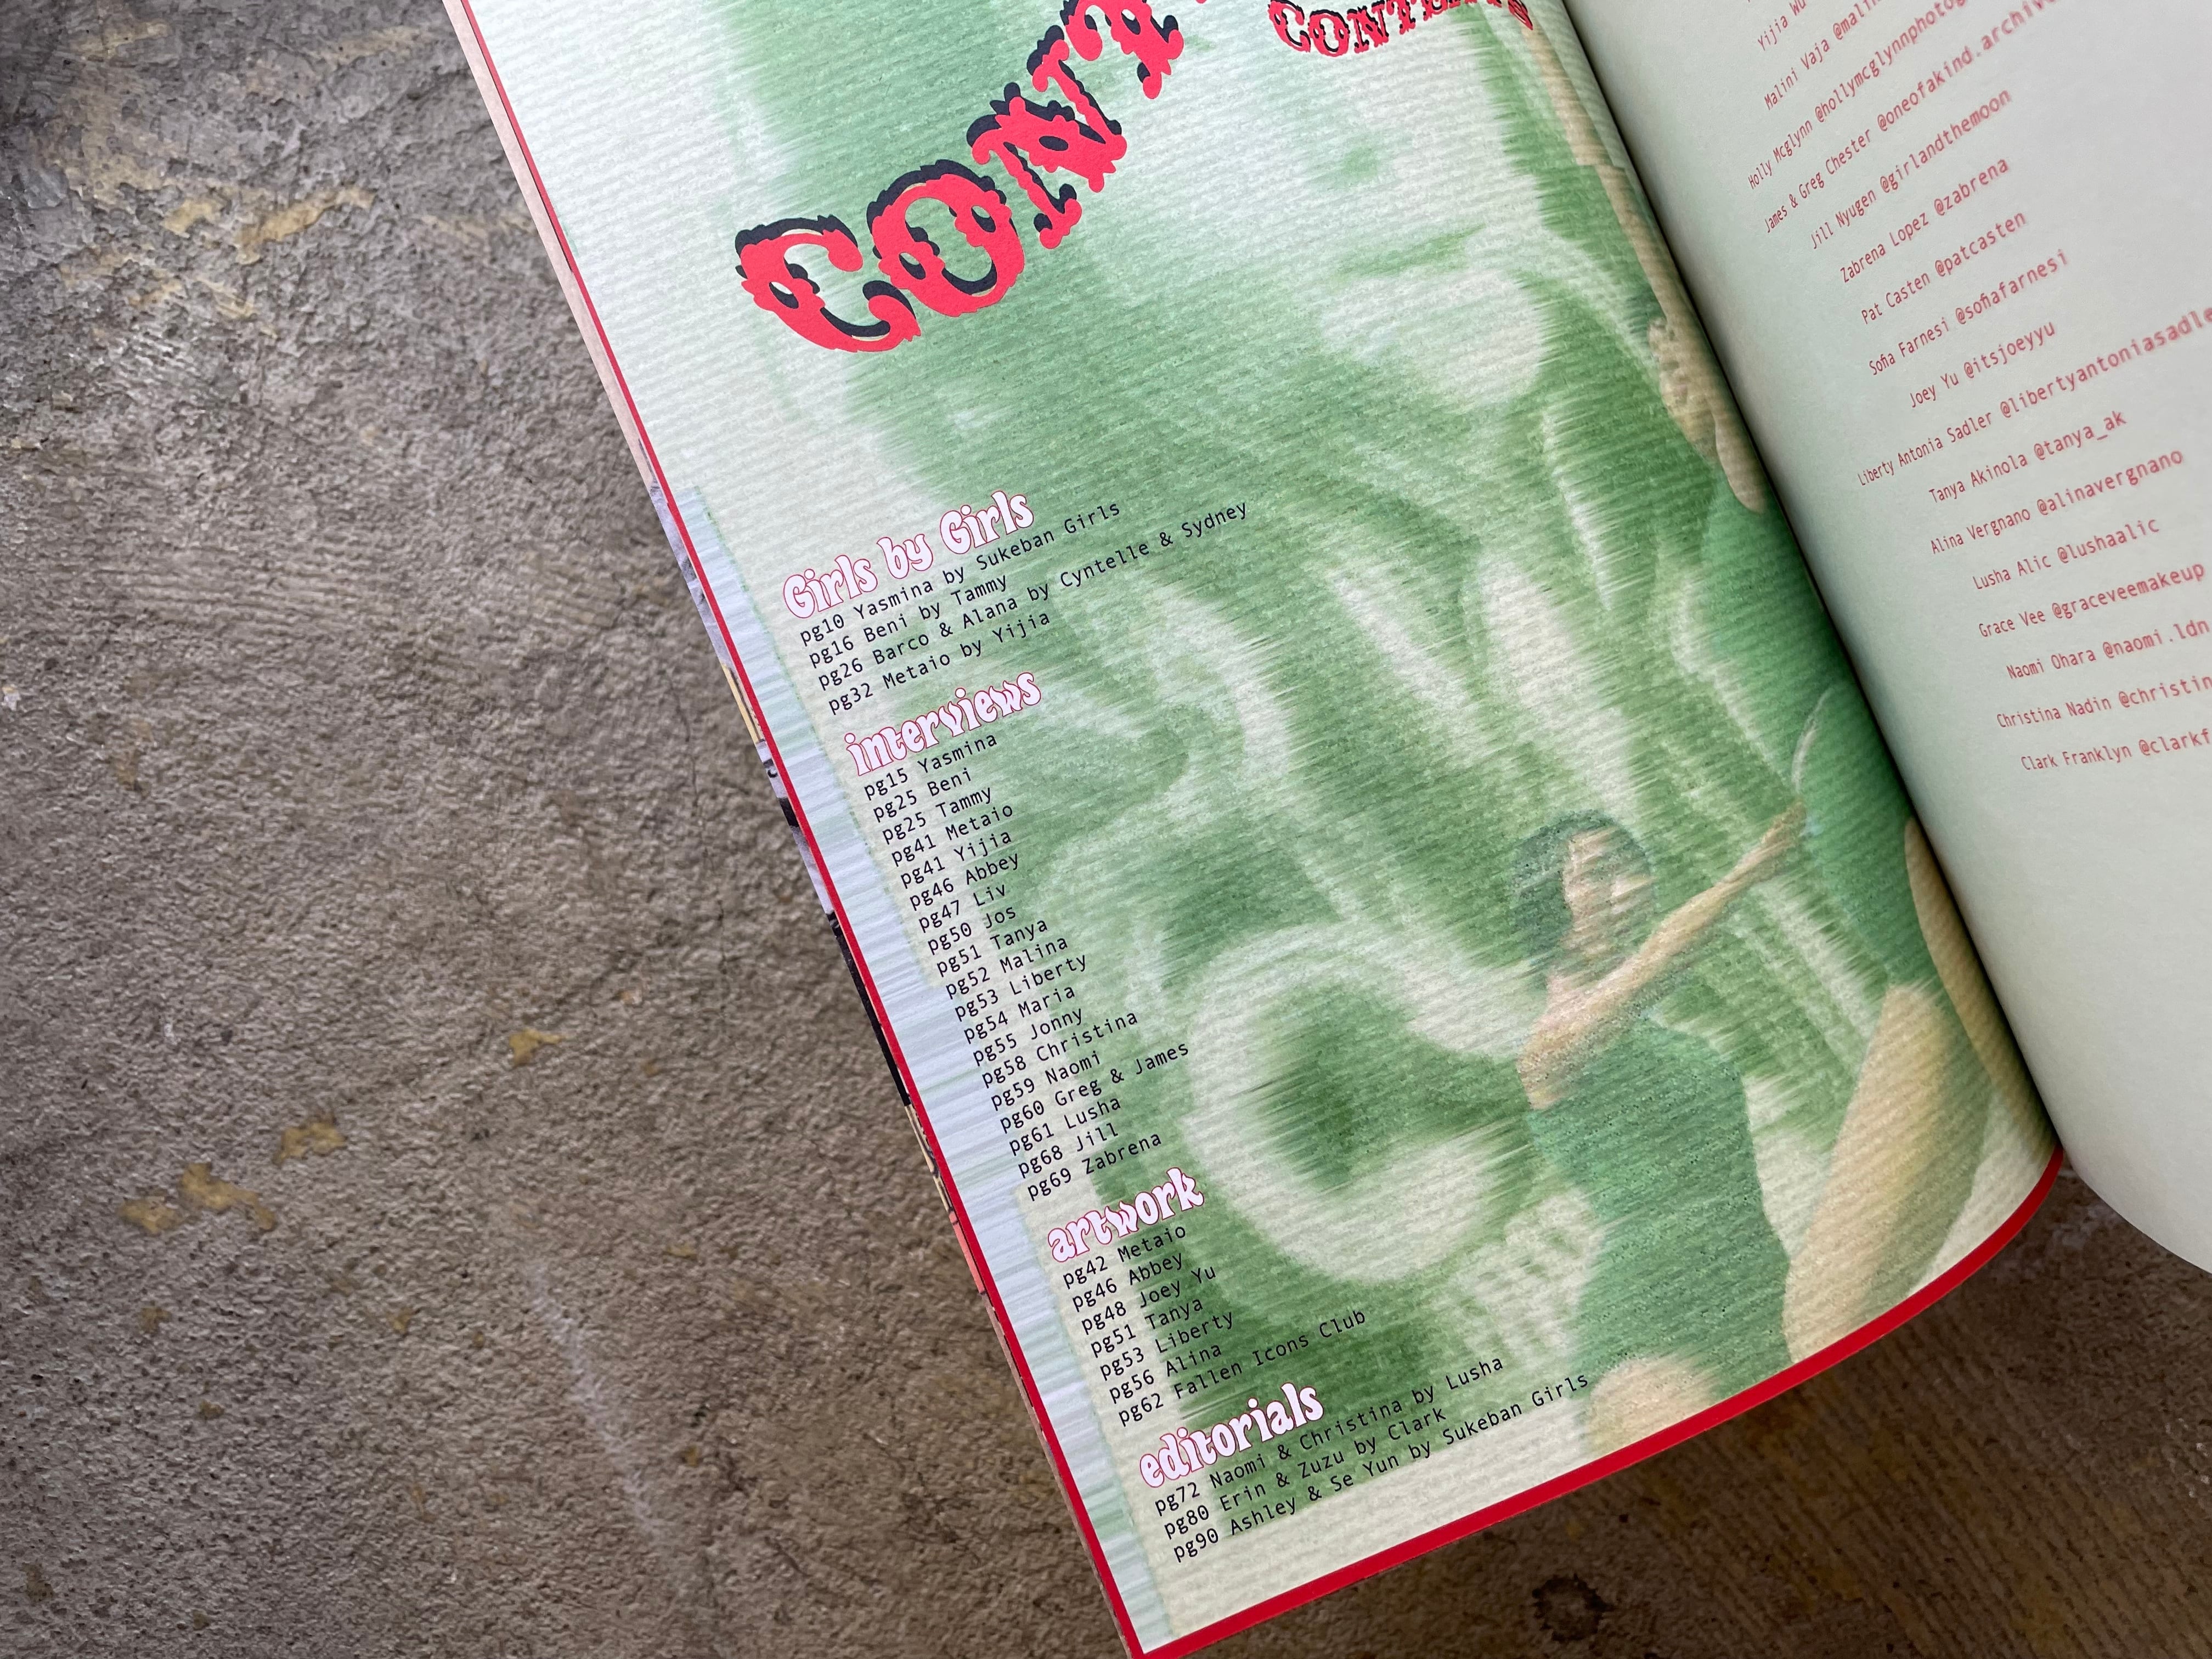 CONTENTS
Girls by Girls
pg10 Yasmina by Sukeban Girls
pg16 Beni by Tammy
pg26 Barco & Alana by Cyntelle & Sydney
pg32 Metaio by Yijia
interviews
pg15 Yasmina
pg25 Beni
pg25 Tammy
pg41 Metaio
pg41 Yijia
pg46 Abbey
pg47 Liv
pg50 Jos
pg51 Tanya
pg52 Malina
pg53 Liberty
pg54 Maria
pg55 Jonny
pg58 Christina
pg59 Naomi
pg60 Greg & James
pg61 Lusha
pg68 Jill
pg69 Zabrena
artwork
pg42 Metaio
pg46 Abbey
pg48 Joey Yu
pg51 Tanya
pg53 Liberty
pg56 Alina
pg62 Fallen Icons Club
editorials
pg72 Naomi & Christina by Lusha
pg80 Erin & Zuzu by Clark
pg90 Ashley & Se Yun by Sukeban Girls
Yijia
Malini Vaja
Holly Mcglynn
James & Greg Chester @oneofakind.archive
Jill Nyugen @girlandthemoon
Zabrena Lopez @zabrena
Pat Casten @patcasten
Sofia Farnesi @sofiafarnesi
Joey Yu @itsjoeyyu
Liberty Antonia Sadler
Tanya Akinola @tanya_ak
Alina Vergnano @alinavergnano
Lusha Alic @lushaalic
Grace Vee @graceveemakeup
Naomi Ohara @naomi.ldn
Christina Nadin
Clark Franklyn